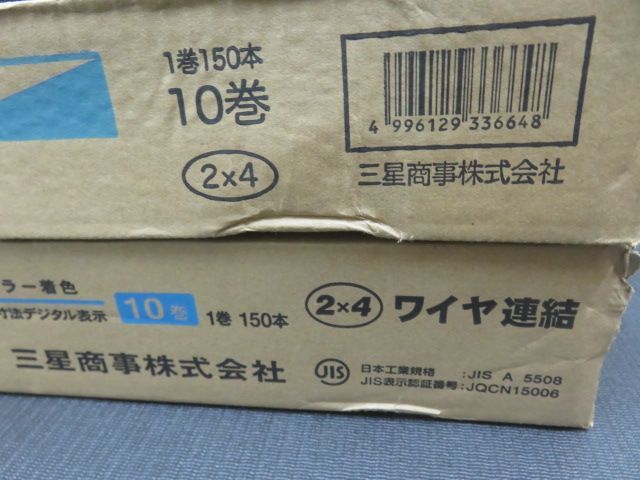 1巻150本
10巻
2×4
4 996129 336648
三星商事株式会社
ラー着色
寸法デジタル表示
10巻
1巻 150本
2×4 ワイヤ連結
三星商事株式会社
JIS
日本工業規格 :JIS A 5508
JIS表示認証番号:JQCN15006